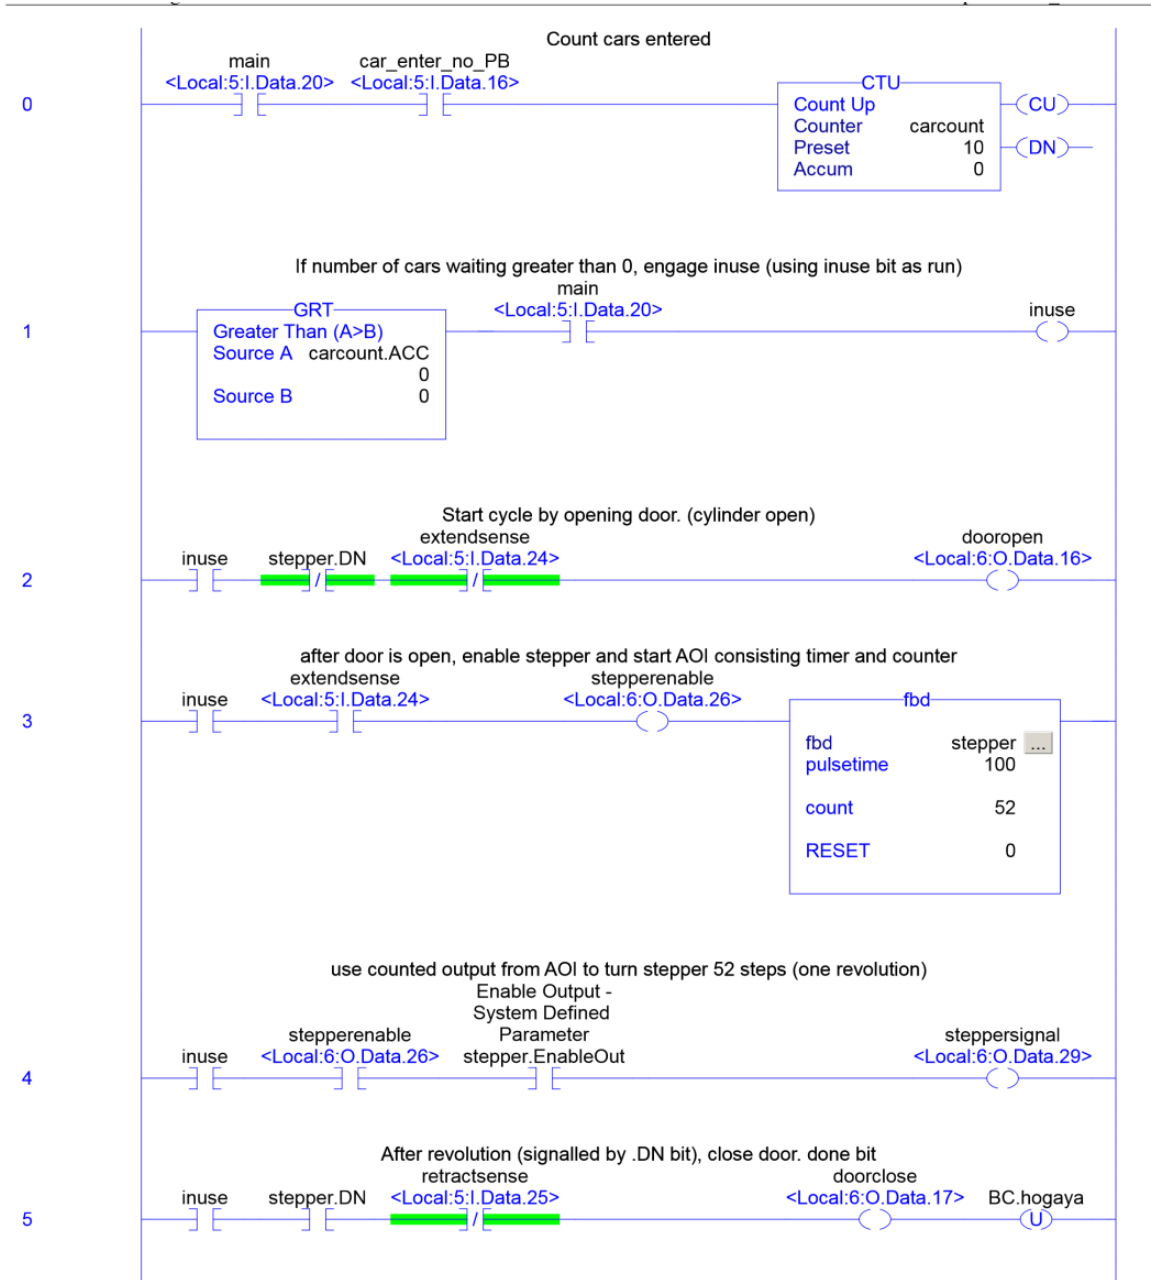 Count cars entered
main car_enter_no_PB
<Local:5:I.Data.20> <Local:5:I.Data.16>
0
CTU
Count Up
Counter carcount
Preset 10
Accum 0
CU
DN
If number of cars waiting greater than 0, engage inuse (using inuse bit as run)
main
<Local:5:I.Data.20>
inuse
1
GRT
Greater Than (A>B)
Source A carcount.ACC
0
Source B 0
Start cycle by opening door. (cylinder open)
extendsense dooropen
inuse stepper.DN <Local:5:I.Data.24> <Local:6:O.Data.16>
2
/ /
after door is open, enable stepper and start AOI consisting timer and counter
extendsense stepperenable
inuse <Local:5:I.Data.24> <Local:6:O.Data.26>
3
fbd
fbd stepper ...
pulsetime 100
count 52
RESET 0
use counted output from AOI to turn stepper 52 steps (one revolution)
Enable Output -
System Defined
stepperenable Parameter steppersignal
inuse <Local:6:O.Data.26> stepper.EnableOut <Local:6:O.Data.29>
4
After revolution (signalled by .DN bit), close door. done bit
retractsense doorclose
inuse stepper.DN <Local:5:I.Data.25> <Local:6:O.Data.17> BC.hogaya
5
/ U